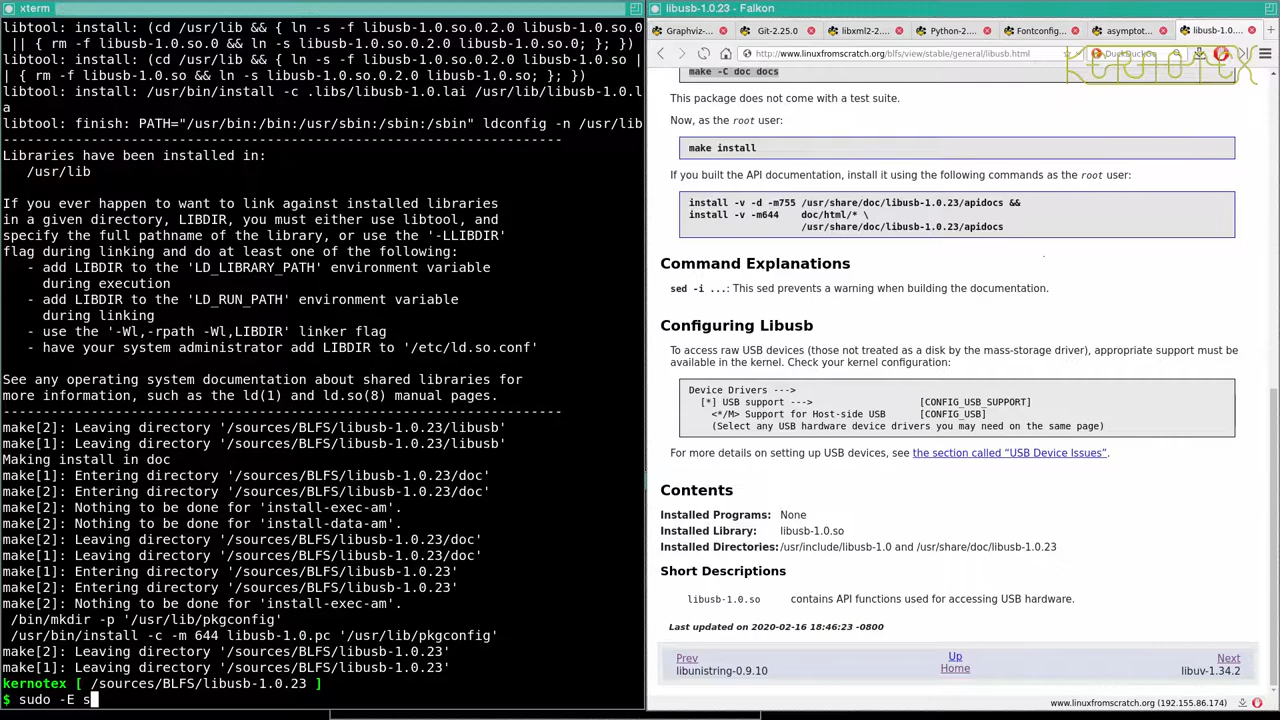 xterm
libtool: install: (cd /usr/lib && { ln -s -f libusb-1.0.so.0.2.0 libusb-1.0.so.0
 || { rm -f libusb-1.0.so.0 && ln -s libusb-1.0.so.0.2.0 libusb-1.0.so.0; }; })
libtool: install: (cd /usr/lib && { ln -s -f libusb-1.0.so.0.2.0 libusb-1.0.so |
| { rm -f libusb-1.0.so && ln -s libusb-1.0.so.0.2.0 libusb-1.0.so; }; })
libtool: install: /usr/bin/install -c .libs/libusb-1.0.lai /usr/lib/libusb-1.0.l
a
libtool: finish: PATH="/usr/bin:/bin:/usr/sbin:/sbin:/sbin" ldconfig -n /usr/lib
----------------------------------------------------------------------
Libraries have been installed in:
   /usr/lib
If you ever happen to want to link against installed libraries
in a given directory, LIBDIR, you must either use libtool, and
specify the full pathname of the library, or use the '-LLIBDIR'
flag during linking and do at least one of the following:
   - add LIBDIR to the 'LD_LIBRARY_PATH' environment variable
     during execution
   - add LIBDIR to the 'LD_RUN_PATH' environment variable
     during linking
   - use the '-Wl,-rpath -Wl,LIBDIR' linker flag
   - have your system administrator add LIBDIR to '/etc/ld.so.conf'
See any operating system documentation about shared libraries for
more information, such as the ld(1) and ld.so(8) manual pages.
----------------------------------------------------------------------
make[2]: Leaving directory '/sources/BLFS/libusb-1.0.23/libusb'
make[1]: Leaving directory '/sources/BLFS/libusb-1.0.23/libusb'
Making install in doc
make[1]: Entering directory '/sources/BLFS/libusb-1.0.23/doc'
make[2]: Entering directory '/sources/BLFS/libusb-1.0.23/doc'
make[2]: Nothing to be done for 'install-exec-am'.
make[2]: Nothing to be done for 'install-data-am'.
make[2]: Leaving directory '/sources/BLFS/libusb-1.0.23/doc'
make[1]: Leaving directory '/sources/BLFS/libusb-1.0.23/doc'
make[1]: Entering directory '/sources/BLFS/libusb-1.0.23'
make[2]: Entering directory '/sources/BLFS/libusb-1.0.23'
make[2]: Nothing to be done for 'install-exec-am'.
 /bin/mkdir -p '/usr/lib/pkgconfig'
 /usr/bin/install -c -m 644 libusb-1.0.pc '/usr/lib/pkgconfig'
make[2]: Leaving directory '/sources/BLFS/libusb-1.0.23'
make[1]: Leaving directory '/sources/BLFS/libusb-1.0.23'
kernotex [ /sources/BLFS/libusb-1.0.23 ]
$ sudo -E s
libusb-1.0.23 - Falkon
Graphviz-... Git-2.25.0 libxml2-2... Python-2... Fontconfig... asymptot... libusb-1.0...
http://www.linuxfromscratch.org/blfs/view/stable/general/libusb.html DuckDuckGo
KERNOTEX
make -C doc docs
This package does not come with a test suite.
Now, as the root user:
make install
If you built the API documentation, install it using the following commands as the root user:
install -v -d -m755 /usr/share/doc/libusb-1.0.23/apidocs &&
install -v -m644    doc/html/* \
                    /usr/share/doc/libusb-1.0.23/apidocs
Command Explanations
sed -i ...: This sed prevents a warning when building the documentation.
Configuring Libusb
To access raw USB devices (those not treated as a disk by the mass-storage driver), appropriate support must be
available in the kernel. Check your kernel configuration:
Device Drivers --->
  [*] USB support --->                  [CONFIG_USB_SUPPORT]
    <*/M> Support for Host-side USB     [CONFIG_USB]
    (Select any USB hardware device drivers you may need on the same page)
For more details on setting up USB devices, see the section called “USB Device Issues”.
Contents
Installed Programs: None
Installed Library: libusb-1.0.so
Installed Directories: /usr/include/libusb-1.0 and /usr/share/doc/libusb-1.0.23
Short Descriptions
libusb-1.0.so contains API functions used for accessing USB hardware.
Last updated on 2020-02-16 18:46:23 -0800
Prev Up Next
libunistring-0.9.10 Home libuv-1.34.2
www.linuxfromscratch.org (192.155.86.174)